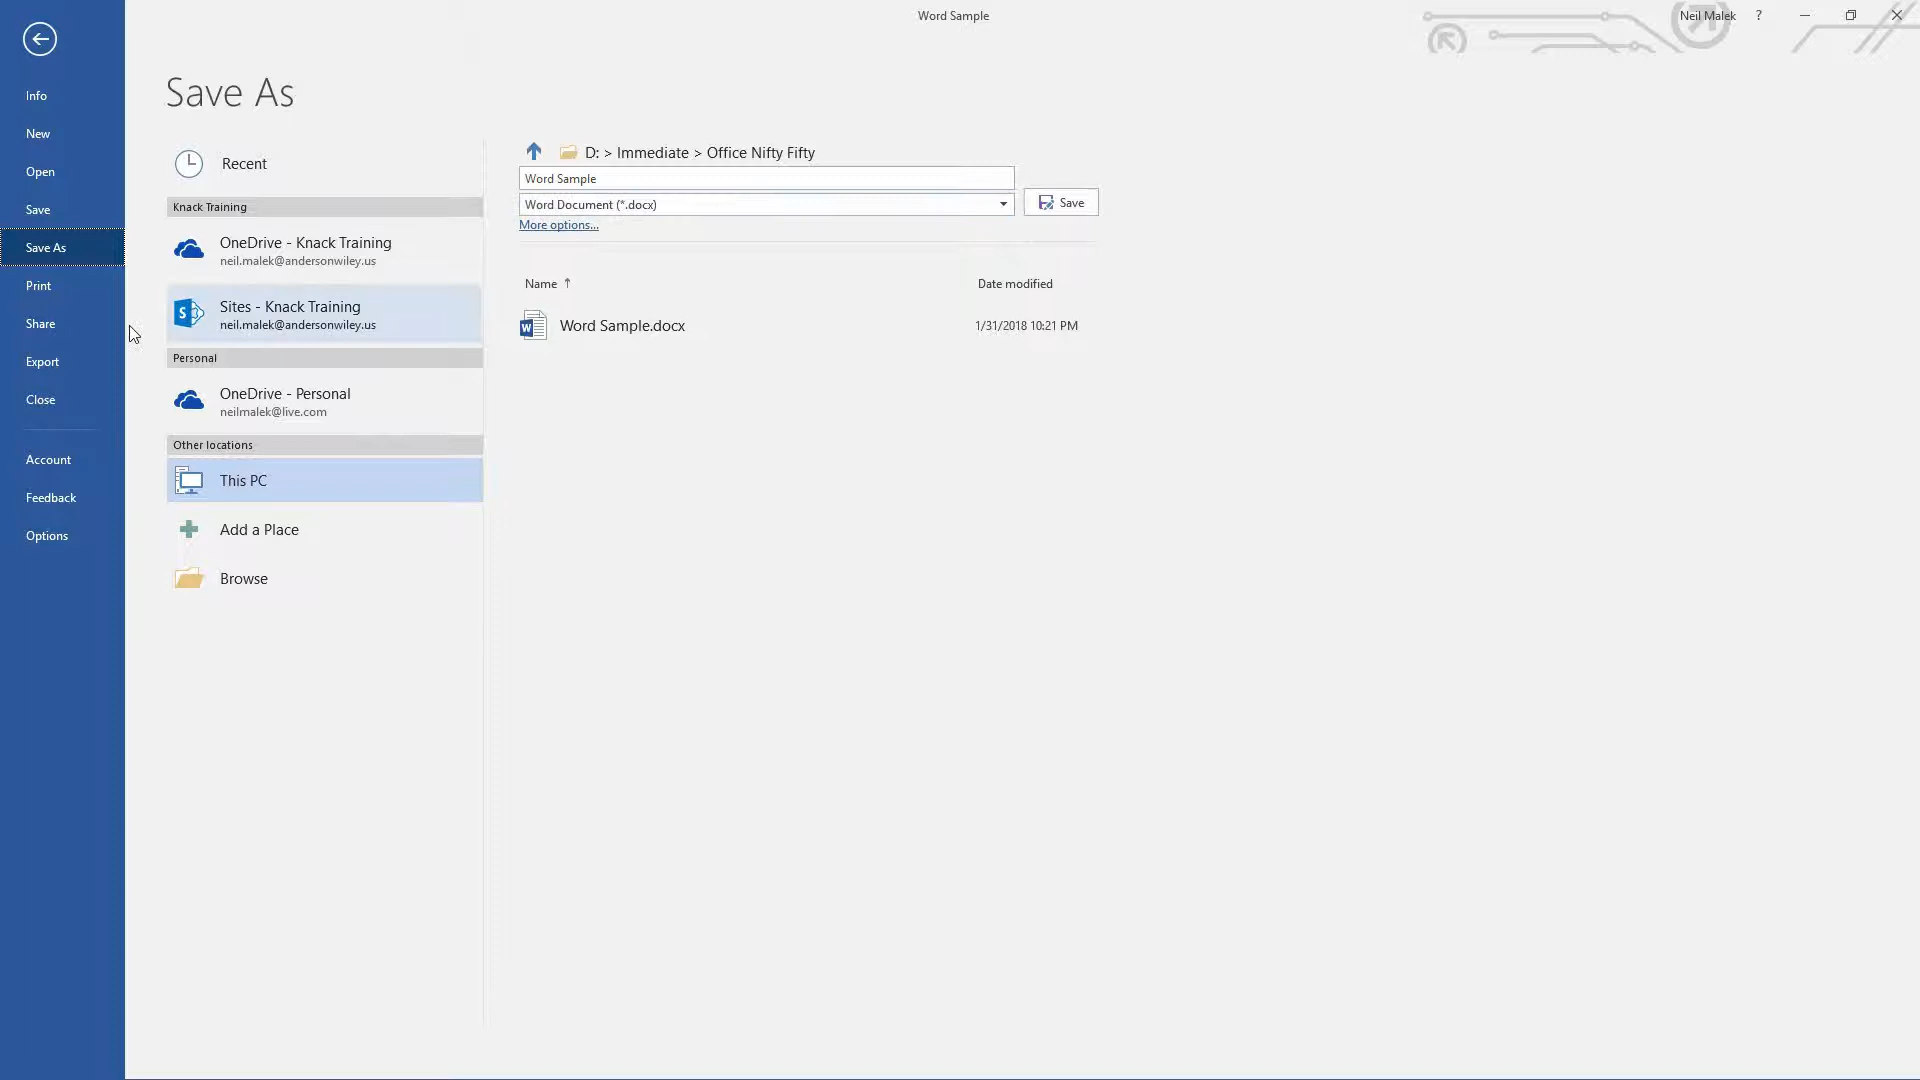 Word Sample
Neil Malek
?
Info
New
Open
Save
Save As
Print
Share
Export
Close
Account
Feedback
Options
Save As
Recent
Knack Training
OneDrive - Knack Training
neil.malek@andersonwiley.us
Sites - Knack Training
neil.malek@andersonwiley.us
Personal
OneDrive - Personal
neilmalek@live.com
Other locations
This PC
Add a Place
Browse
D: > Immediate > Office Nifty Fifty
Word Sample
Word Document (*.docx)
Save
More options...
Name ↑ Date modified
Word Sample.docx 1/31/2018 10:21 PM